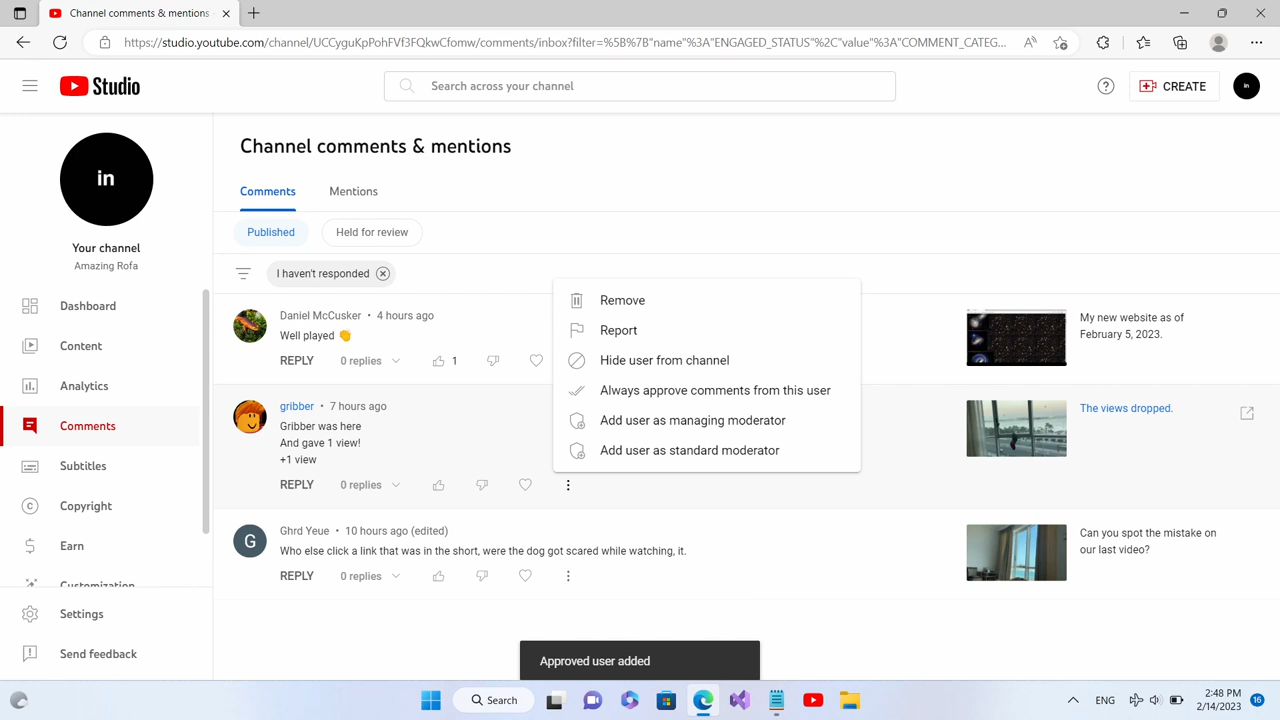 Channel comments & mentions -
https://studio.youtube.com/channel/UCCyguKpPohFVf3FQkwCfomw/comments/inbox?filter=%5B%7B"name"%3A"ENGAGED_STATUS"%2C"value"%3A"COMMENT_CATEG...
Studio
Search across your channel
CREATE
in
in
Your channel
Amazing Rofa
Dashboard
Content
Analytics
Comments
Subtitles
Copyright
Earn
Customization
Settings
Send feedback
Channel comments & mentions
Comments
Mentions
Published
Held for review
I haven't responded
Daniel McCusker • 4 hours ago
Well played 👏
REPLY 0 replies 1
My new website as of
February 5, 2023.
gribber • 7 hours ago
Gribber was here
And gave 1 view!
+1 view
REPLY 0 replies
The views dropped.
Remove
Report
Hide user from channel
Always approve comments from this user
Add user as managing moderator
Add user as standard moderator
G
Ghrd Yeue • 10 hours ago (edited)
Who else click a link that was in the short, were the dog got scared while watching, it.
REPLY 0 replies
Can you spot the mistake on
our last video?
Approved user added
Search
ENG
2:48 PM
2/14/2023
16